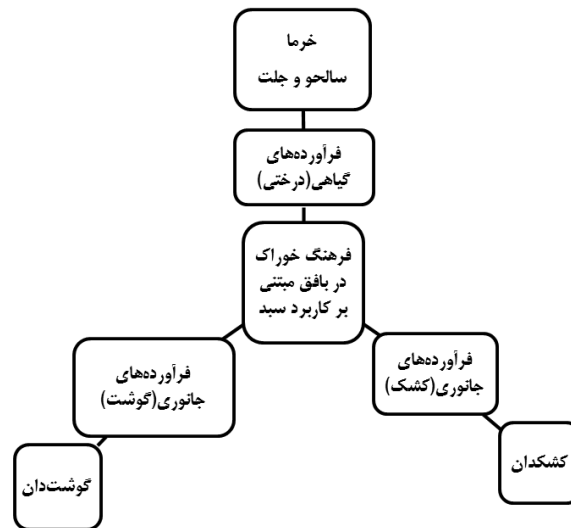 خرما
سالحو و جلت
فرآورده‌های
گیاهی(درختی)
فرهنگ خوراک
در بافق مبتنی
بر کاربرد سبد
فرآورده‌های
جانوری(کشک)
کشکدان
فرآورده‌های
جانوری(گوشت)
گوشت‌دان